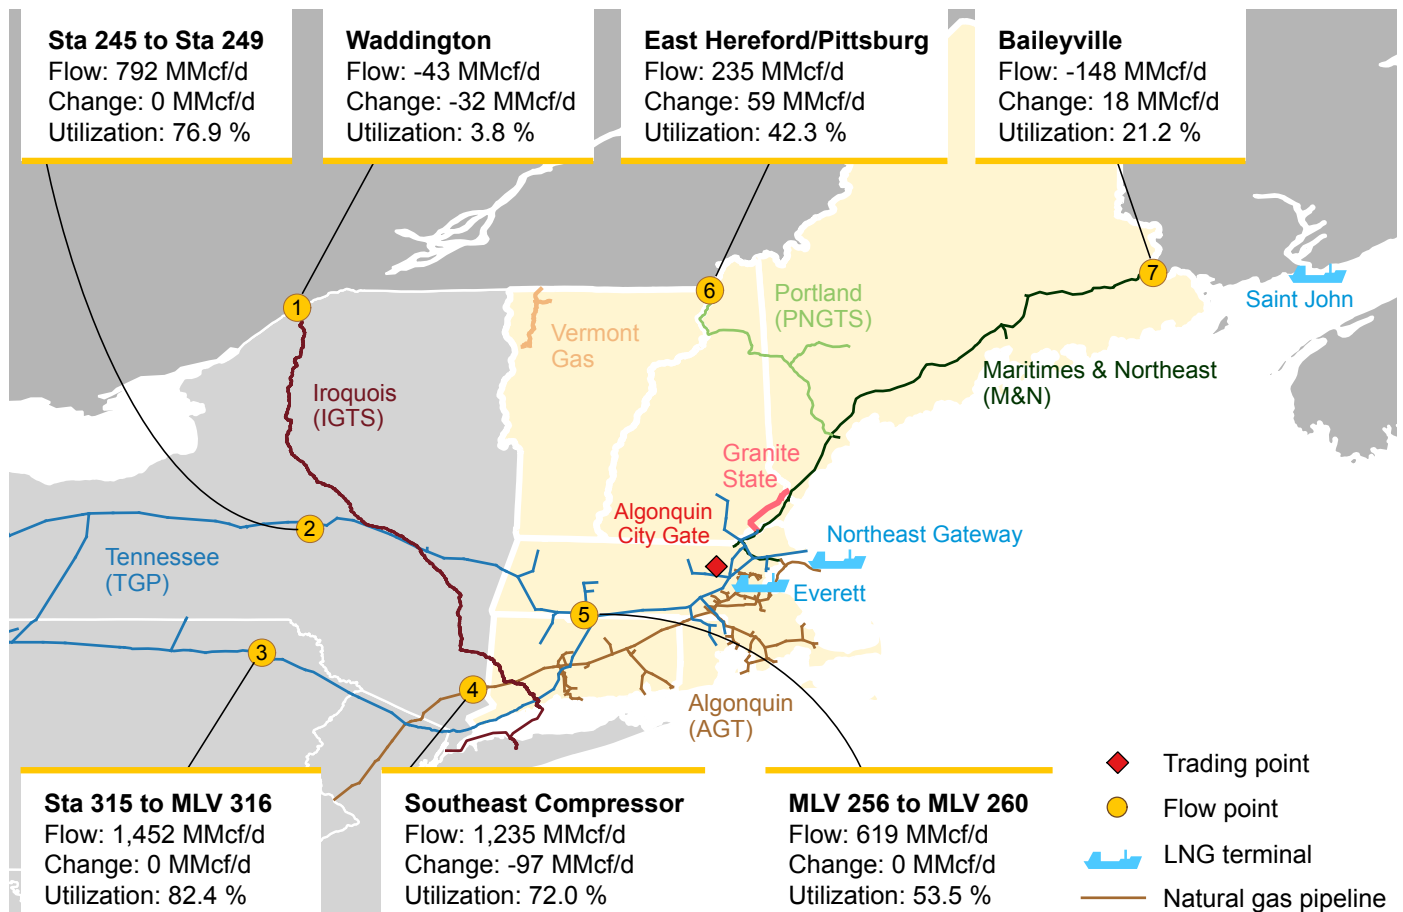 Sta 245 to Sta 249
Flow: 792 MMcf/d
Change: 0 MMcf/d
Utilization: 76.9 %
Waddington
Flow: -43 MMcf/d
Change: -32 MMcf/d
Utilization: 3.8 %
East Hereford/Pittsburg
Flow: 235 MMcf/d
Change: 59 MMcf/d
Utilization: 42.3 %
Baileyville
Flow: -148 MMcf/d
Change: 18 MMcf/d
Utilization: 21.2 %
1
6
7
Saint John
Portland
(PNGTS)
Vermont
Gas
Iroquois
(IGTS)
Maritimes & Northeast
(M&N)
Granite
State
Algonquin
City Gate
2
Northeast Gateway
Tennessee
(TGP)
Everett
5
3
4
Algonquin
(AGT)
Sta 315 to MLV 316
Flow: 1,452 MMcf/d
Change: 0 MMcf/d
Utilization: 82.4 %
Southeast Compressor
Flow: 1,235 MMcf/d
Change: -97 MMcf/d
Utilization: 72.0 %
MLV 256 to MLV 260
Flow: 619 MMcf/d
Change: 0 MMcf/d
Utilization: 53.5 %
Trading point
Flow point
LNG terminal
Natural gas pipeline